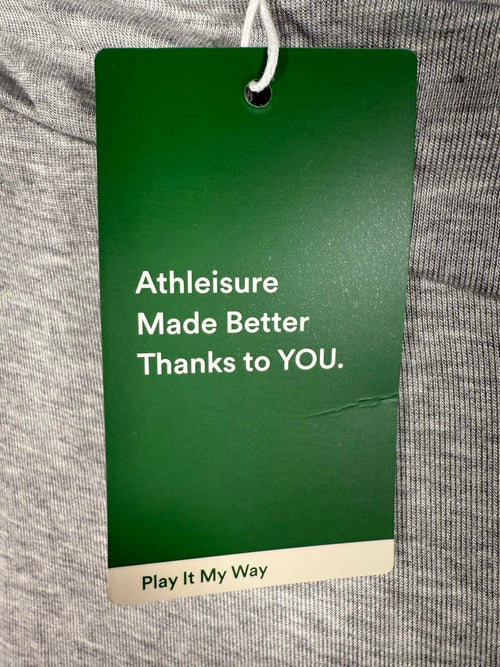 Athleisure
Made Better
Thanks to YOU.
Play It My Way